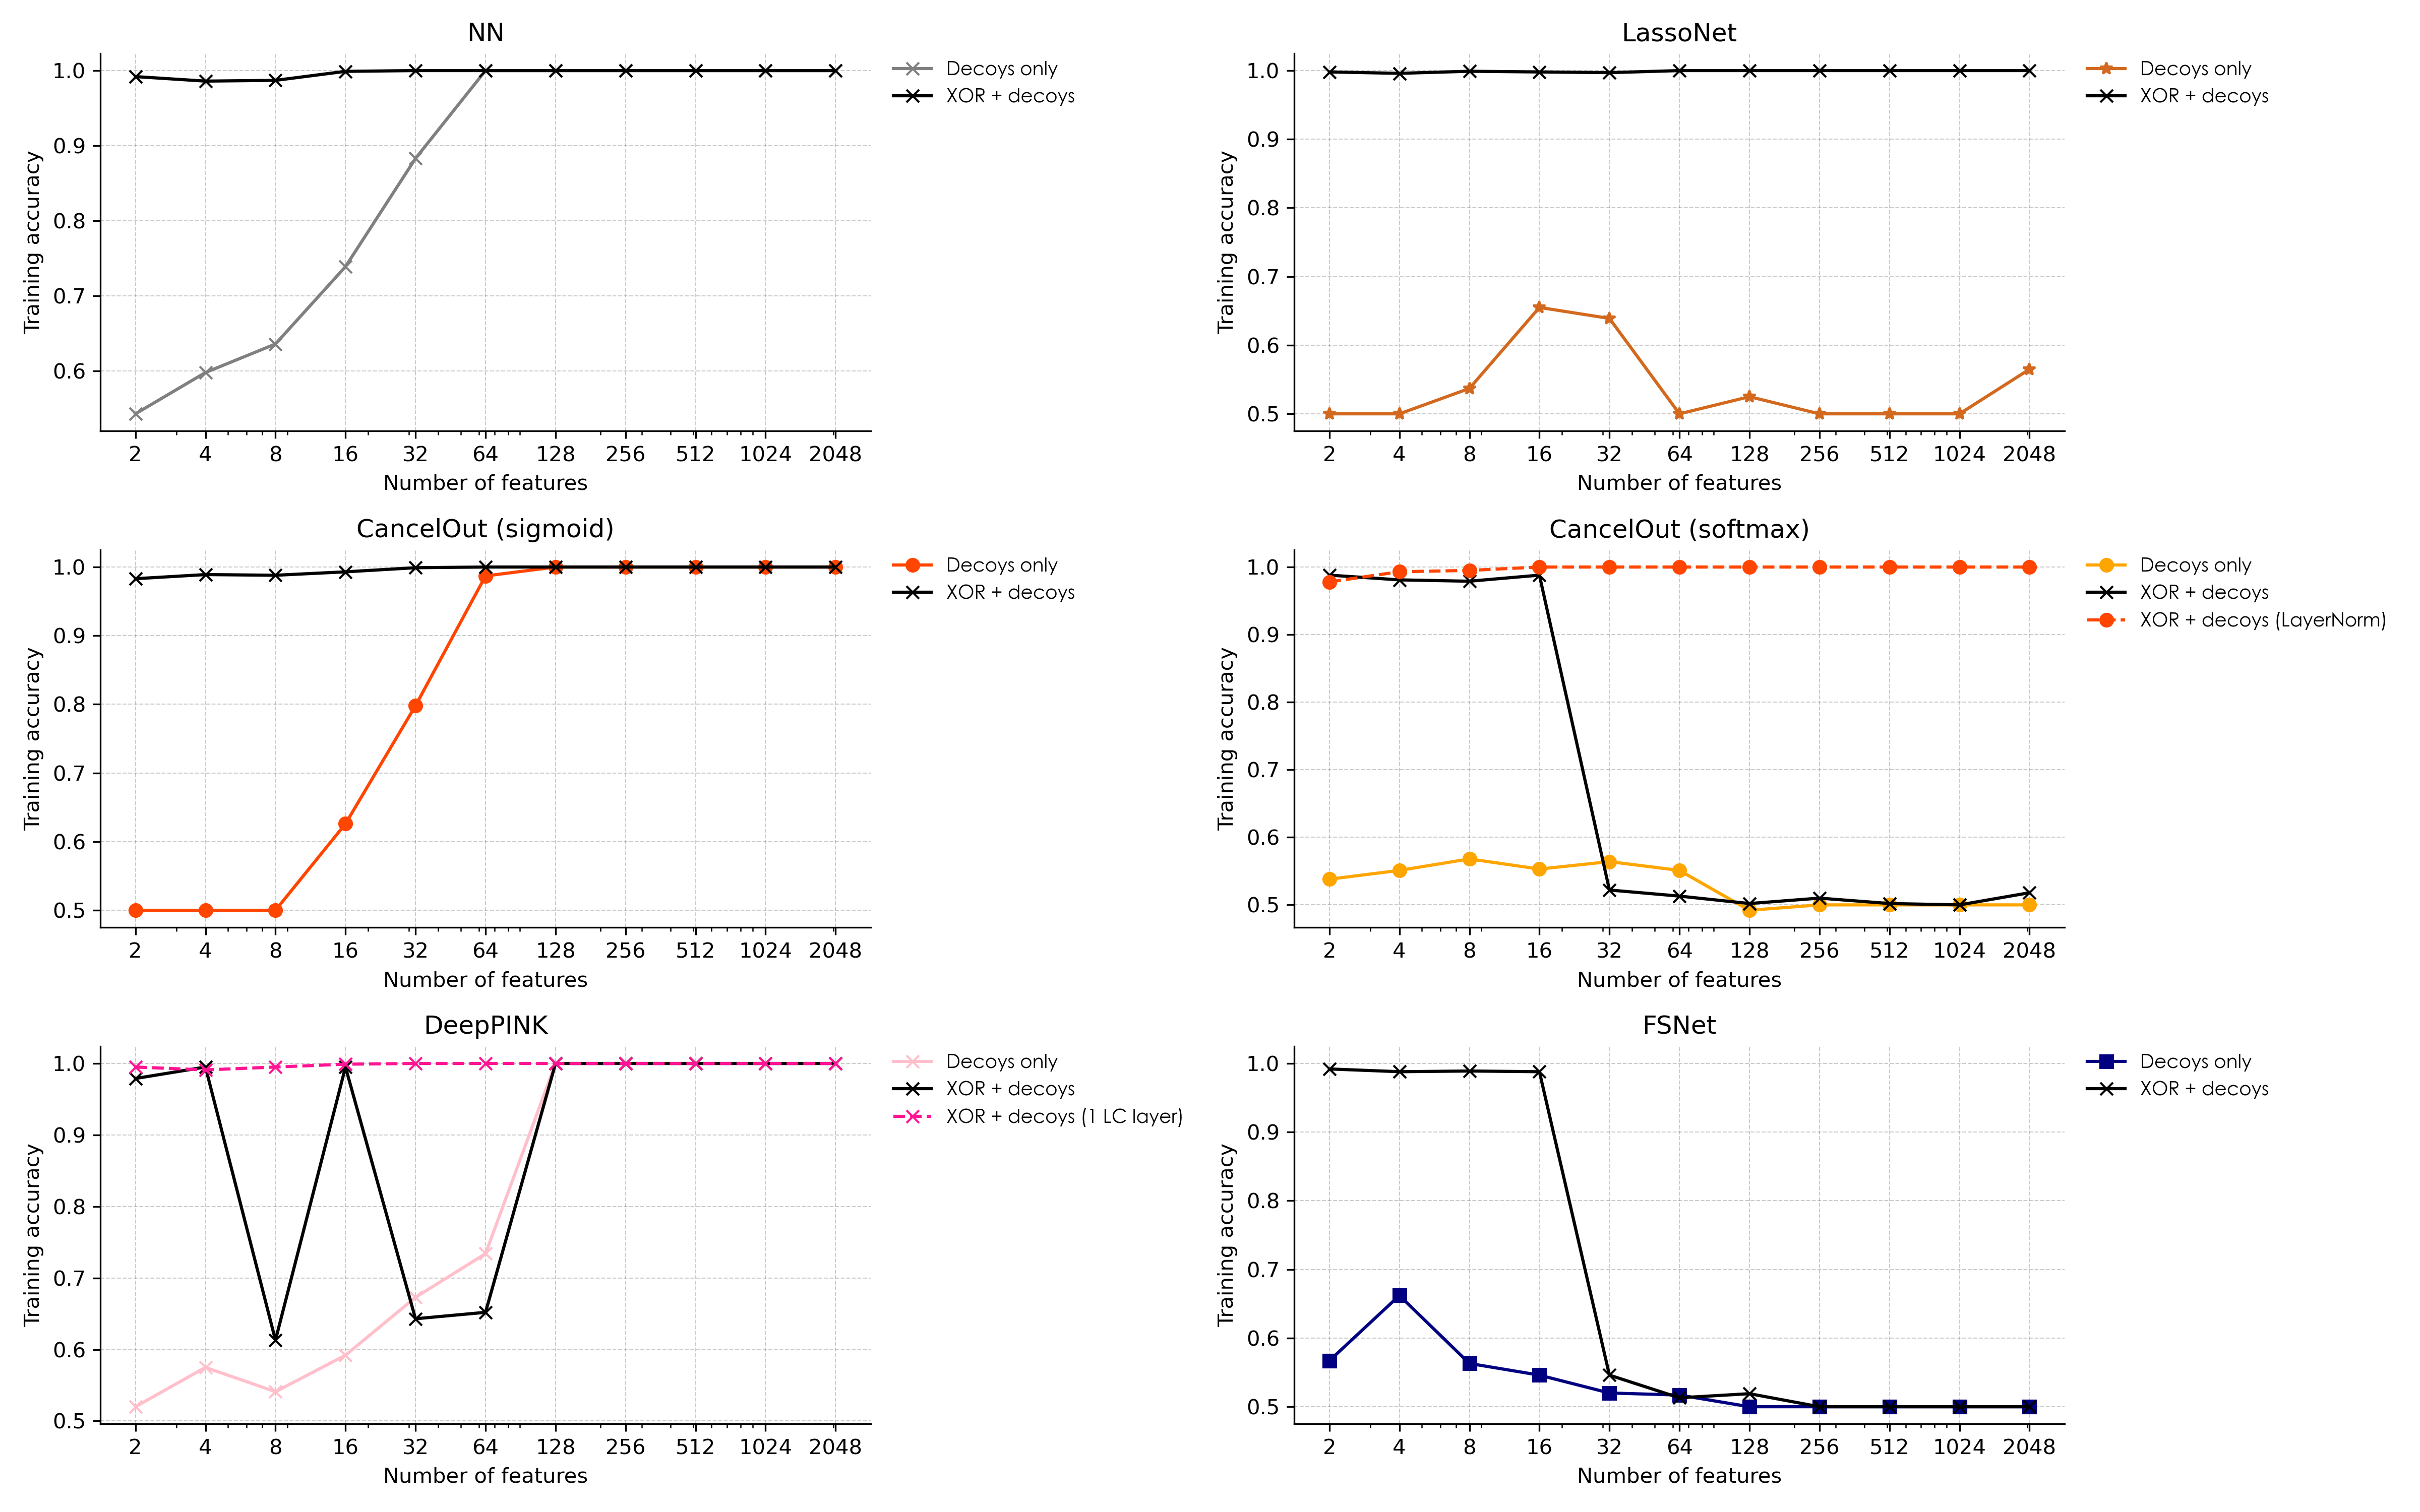 NN
1.0
0.9
0.8
0.7
0.6
Training accuracy
2 4 8 16 32 64 128 256 512 1024 2048
Number of features
Decoys only
XOR + decoys
LassoNet
1.0
0.9
0.8
0.7
0.6
0.5
Training accuracy
2 4 8 16 32 64 128 256 512 1024 2048
Number of features
Decoys only
XOR + decoys
CancelOut (sigmoid)
1.0
0.9
0.8
0.7
0.6
0.5
Training accuracy
2 4 8 16 32 64 128 256 512 1024 2048
Number of features
Decoys only
XOR + decoys
CancelOut (softmax)
1.0
0.9
0.8
0.7
0.6
0.5
Training accuracy
2 4 8 16 32 64 128 256 512 1024 2048
Number of features
Decoys only
XOR + decoys
XOR + decoys (LayerNorm)
DeepPINK
1.0
0.9
0.8
0.7
0.6
0.5
Training accuracy
2 4 8 16 32 64 128 256 512 1024 2048
Number of features
Decoys only
XOR + decoys
XOR + decoys (1 LC layer)
FSNet
1.0
0.9
0.8
0.7
0.6
0.5
Training accuracy
2 4 8 16 32 64 128 256 512 1024 2048
Number of features
Decoys only
XOR + decoys